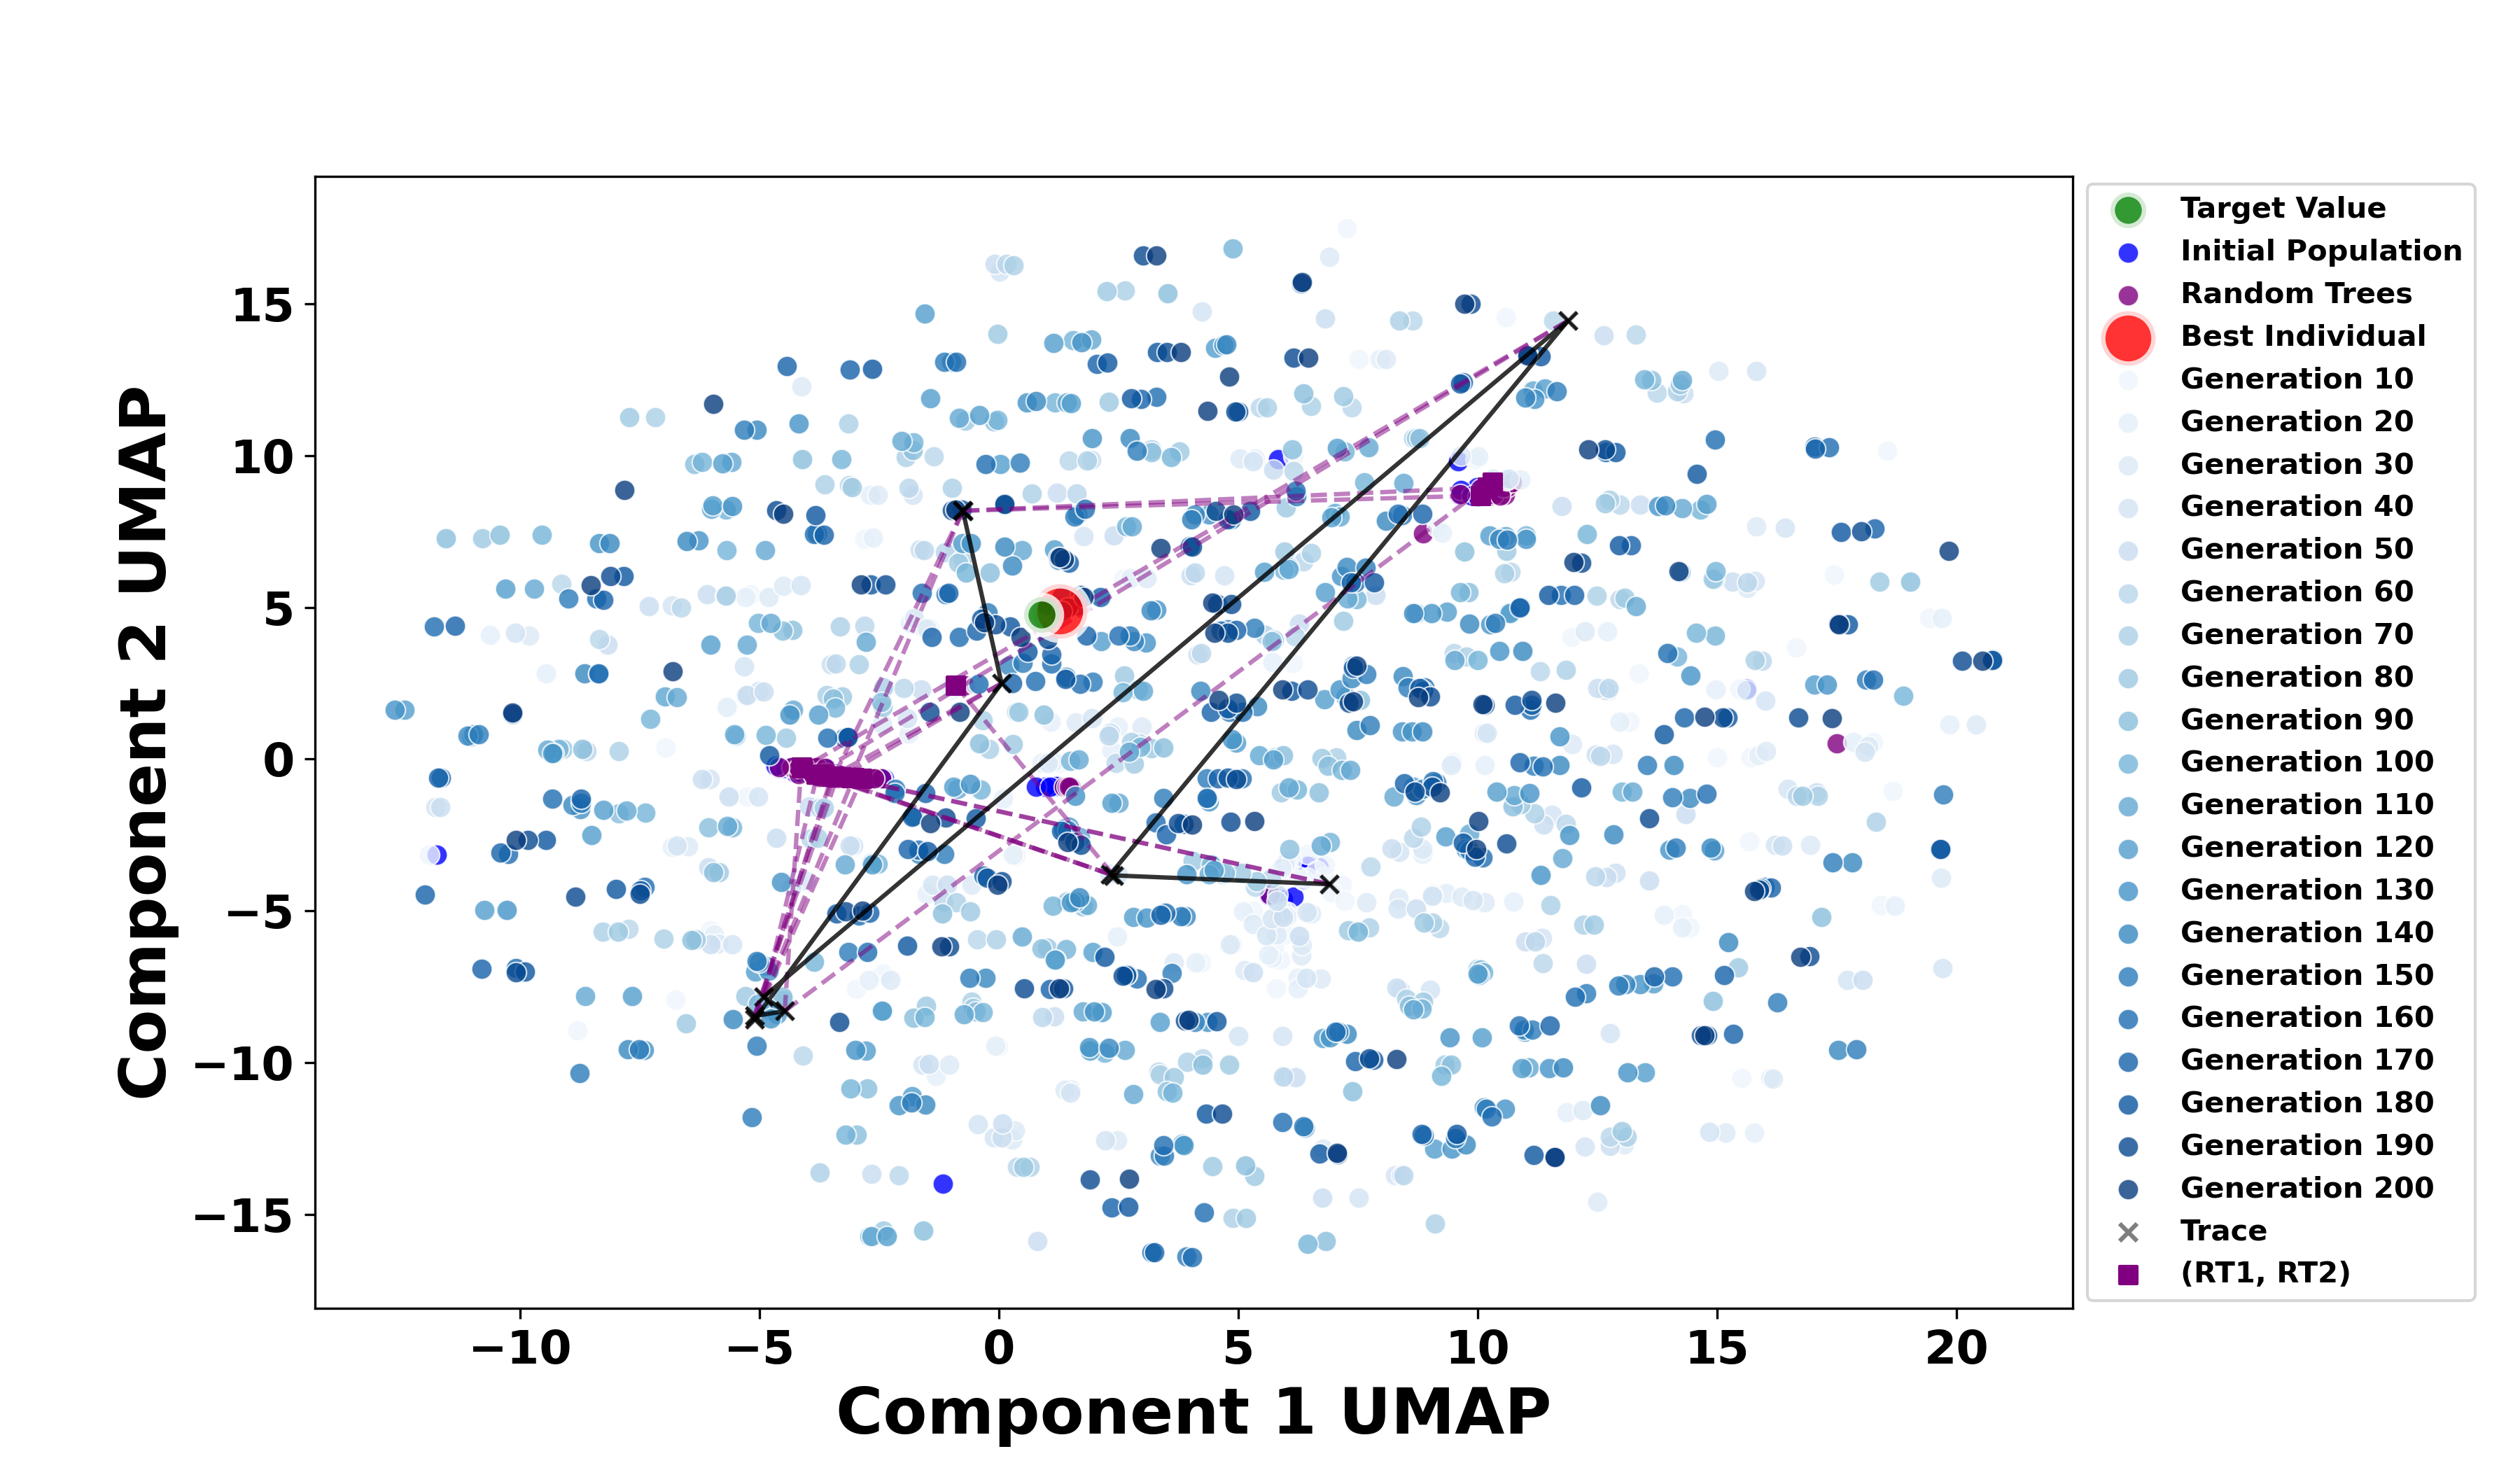 15
10
5
0
−5
−10
−15
−10
−5
0
5
10
15
20
Component 2 UMAP
Component 1 UMAP
Target Value
Initial Population
Random Trees
Best Individual
Generation 10
Generation 20
Generation 30
Generation 40
Generation 50
Generation 60
Generation 70
Generation 80
Generation 90
Generation 100
Generation 110
Generation 120
Generation 130
Generation 140
Generation 150
Generation 160
Generation 170
Generation 180
Generation 190
Generation 200
Trace
(RT1, RT2)